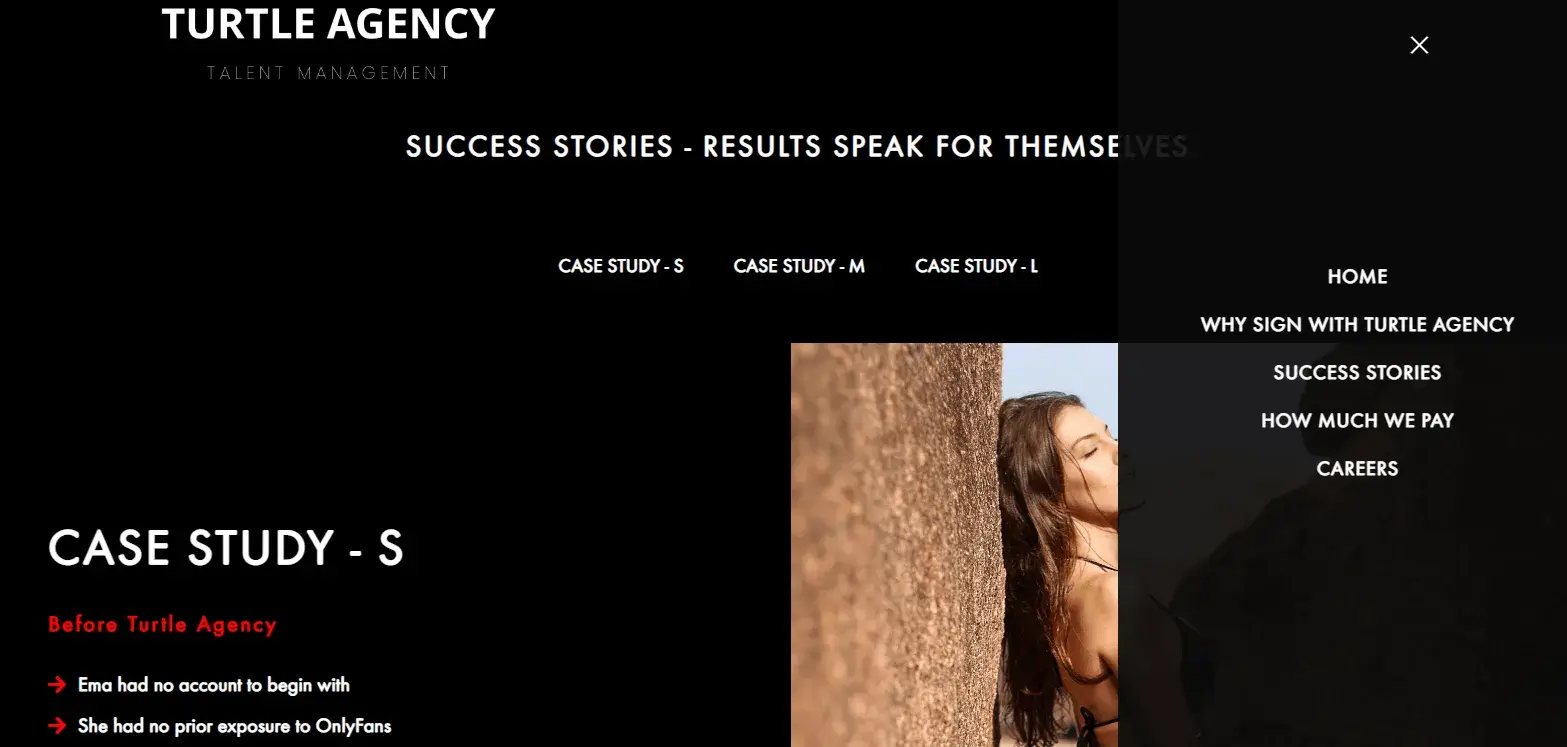 TURTLE AGENCY
TALENT MANAGEMENT
SUCCESS STORIES - RESULTS SPEAK FOR THEMSELVES
CASE STUDY - S
CASE STUDY - M
CASE STUDY - L
HOME
WHY SIGN WITH TURTLE AGENCY
SUCCESS STORIES
HOW MUCH WE PAY
CAREERS
CASE STUDY - S
Before Turtle Agency
Ema had no account to begin with
She had no prior exposure to OnlyFans